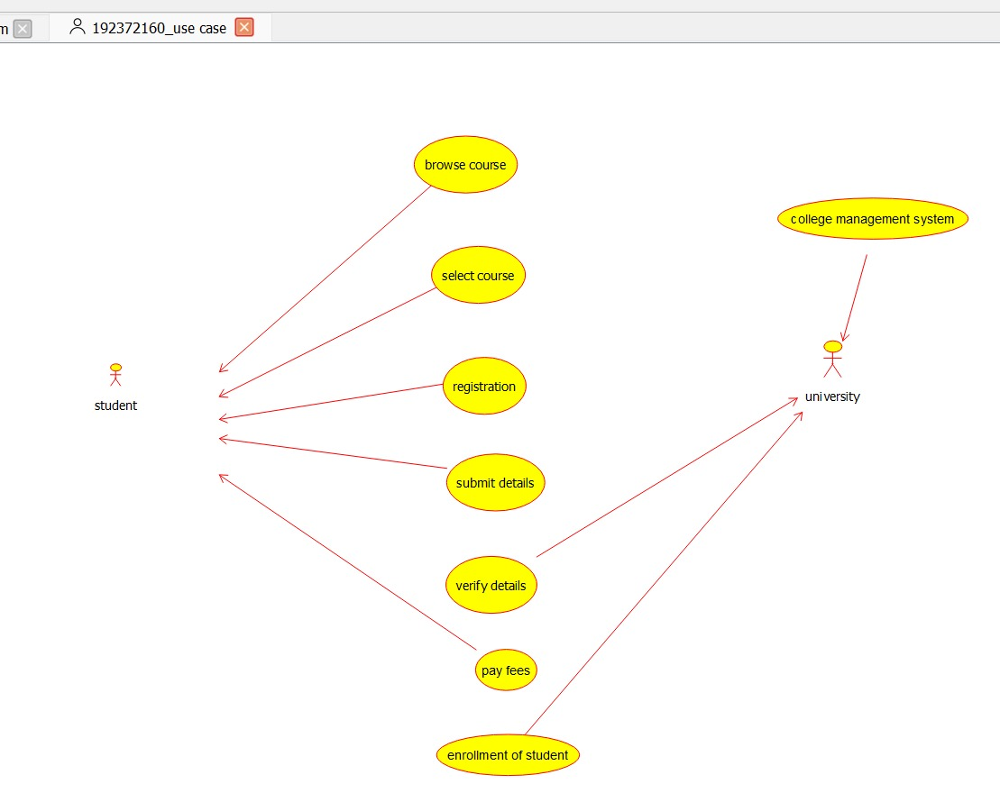 m
192372160_use case
browse course
college management system
select course
registration
student
university
submit details
verify details
pay fees
enrollment of student